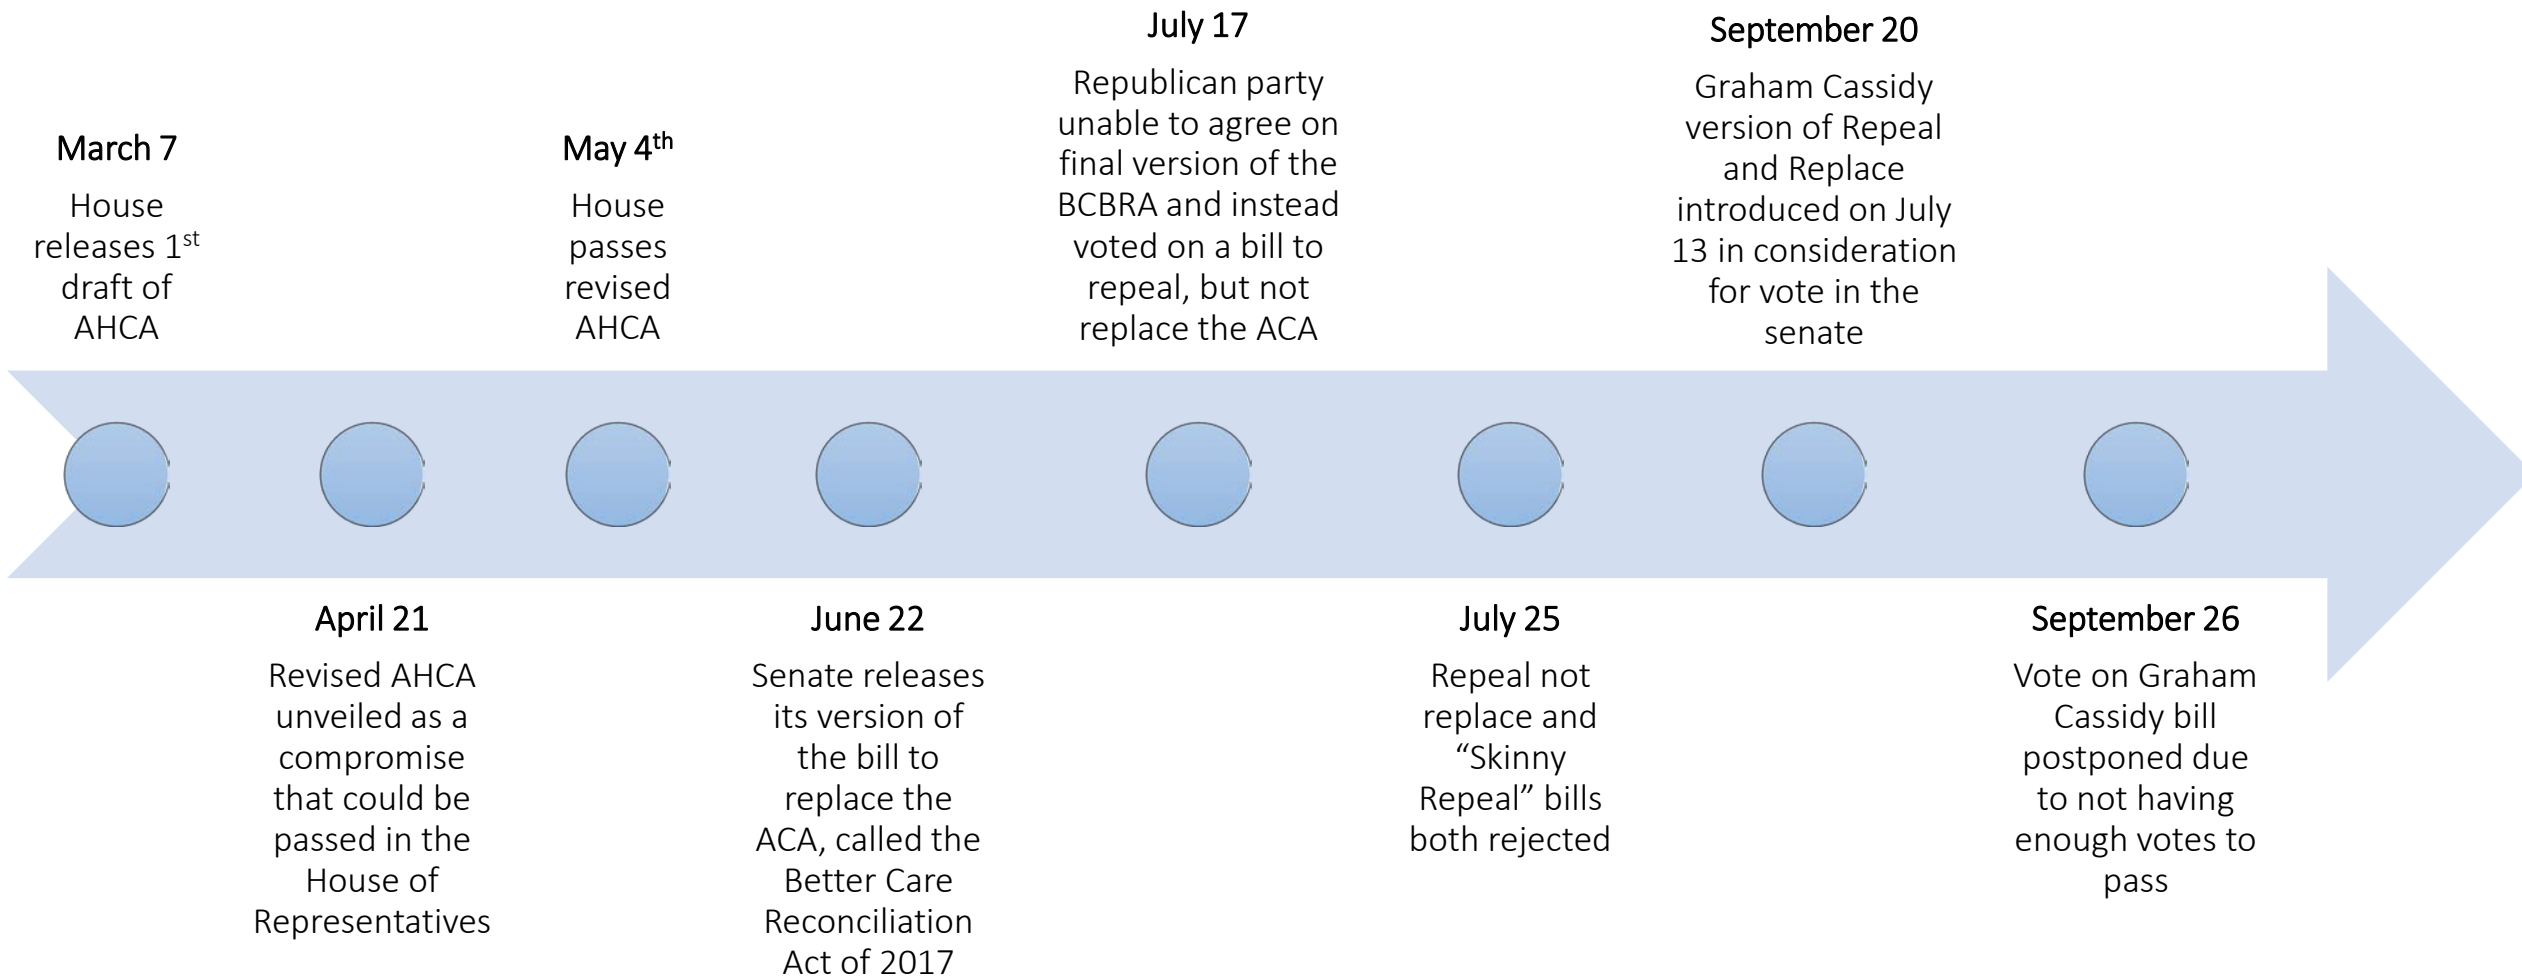 March 7
House
releases 1st
draft of
AHCA
April 21
Revised AHCA
unveiled as a
compromise
that could be
passed in the
House of
Representatives
May 4th
House
passes
revised
AHCA
June 22
Senate releases
its version of
the bill to
replace the
ACA, called the
Better Care
Reconciliation
Act of 2017
July 17
Republican party
unable to agree on
final version of the
BCBRA and instead
voted on a bill to
repeal, but not
replace the ACA
July 25
Repeal not
replace and
“Skinny
Repeal” bills
both rejected
September 20
Graham Cassidy
version of Repeal
and Replace
introduced on July
13 in consideration
for vote in the
senate
September 26
Vote on Graham
Cassidy bill
postponed due
to not having
enough votes to
pass